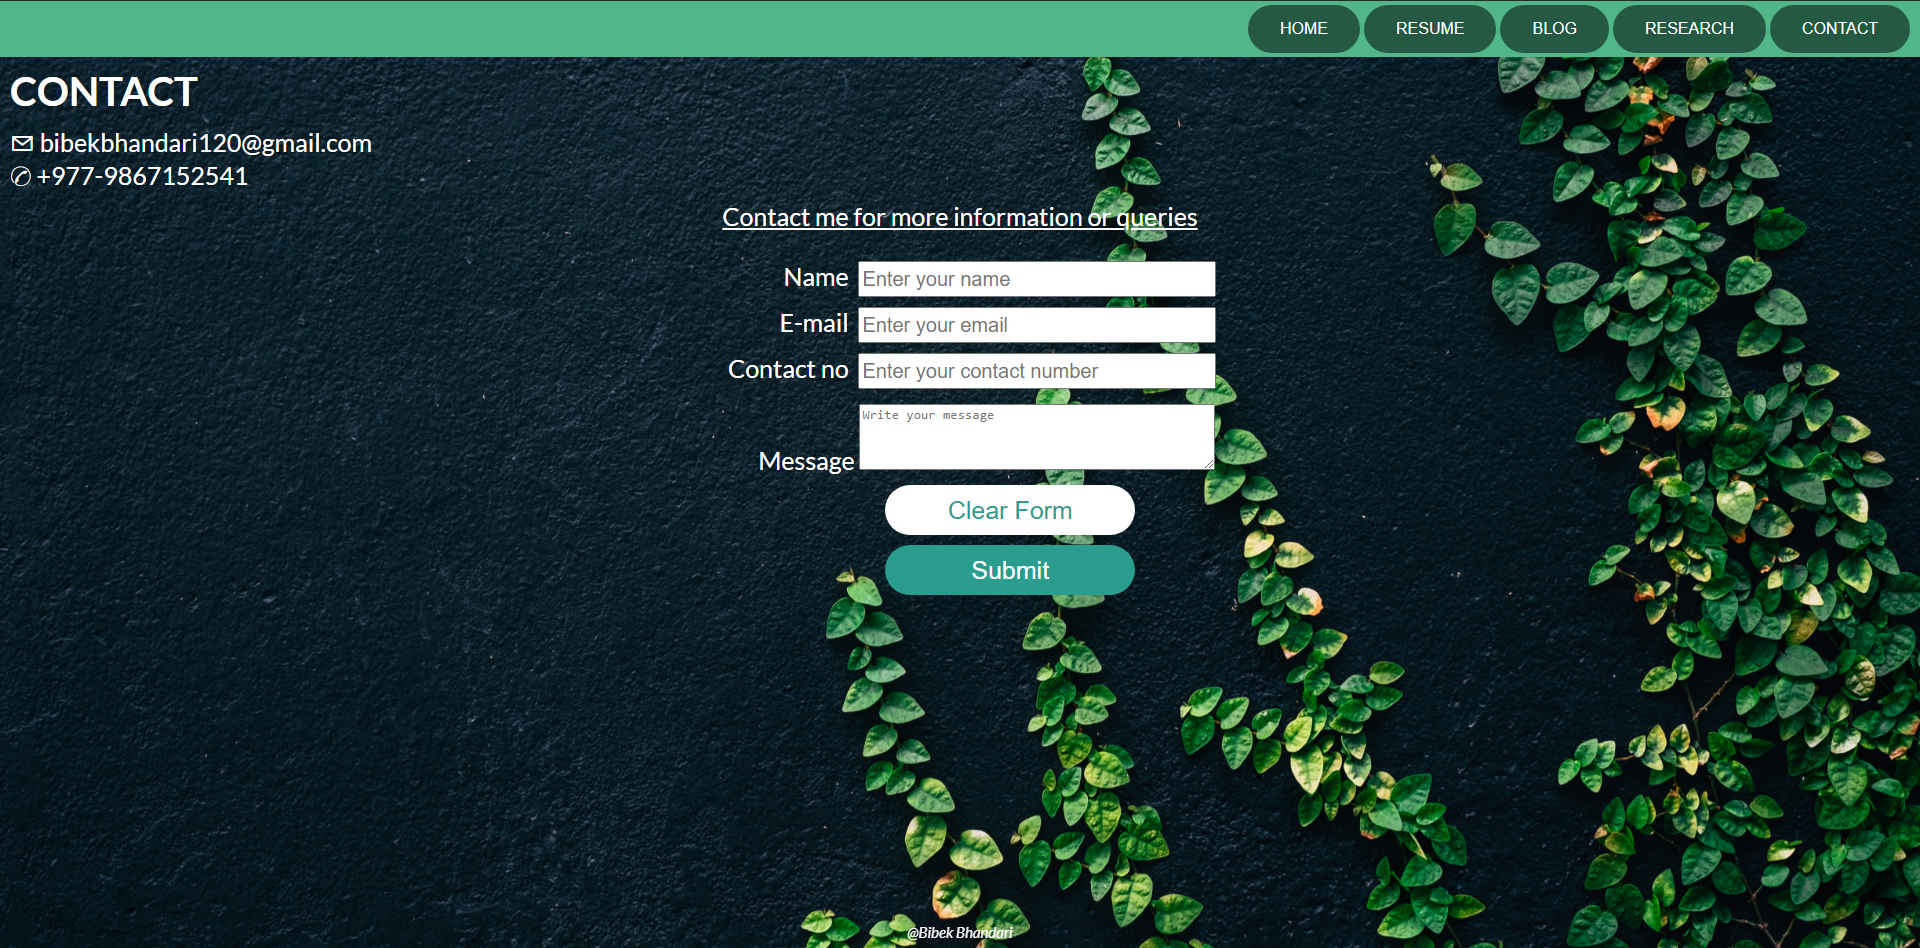 HOME RESUME BLOG RESEARCH CONTACT
CONTACT
bibekbhandari120@gmail.com
+977-9867152541
Contact me for more information or queries
Name Enter your name
E-mail Enter your email
Contact no Enter your contact number
Write your message
Message
Clear Form
Submit
@Bibek Bhandari